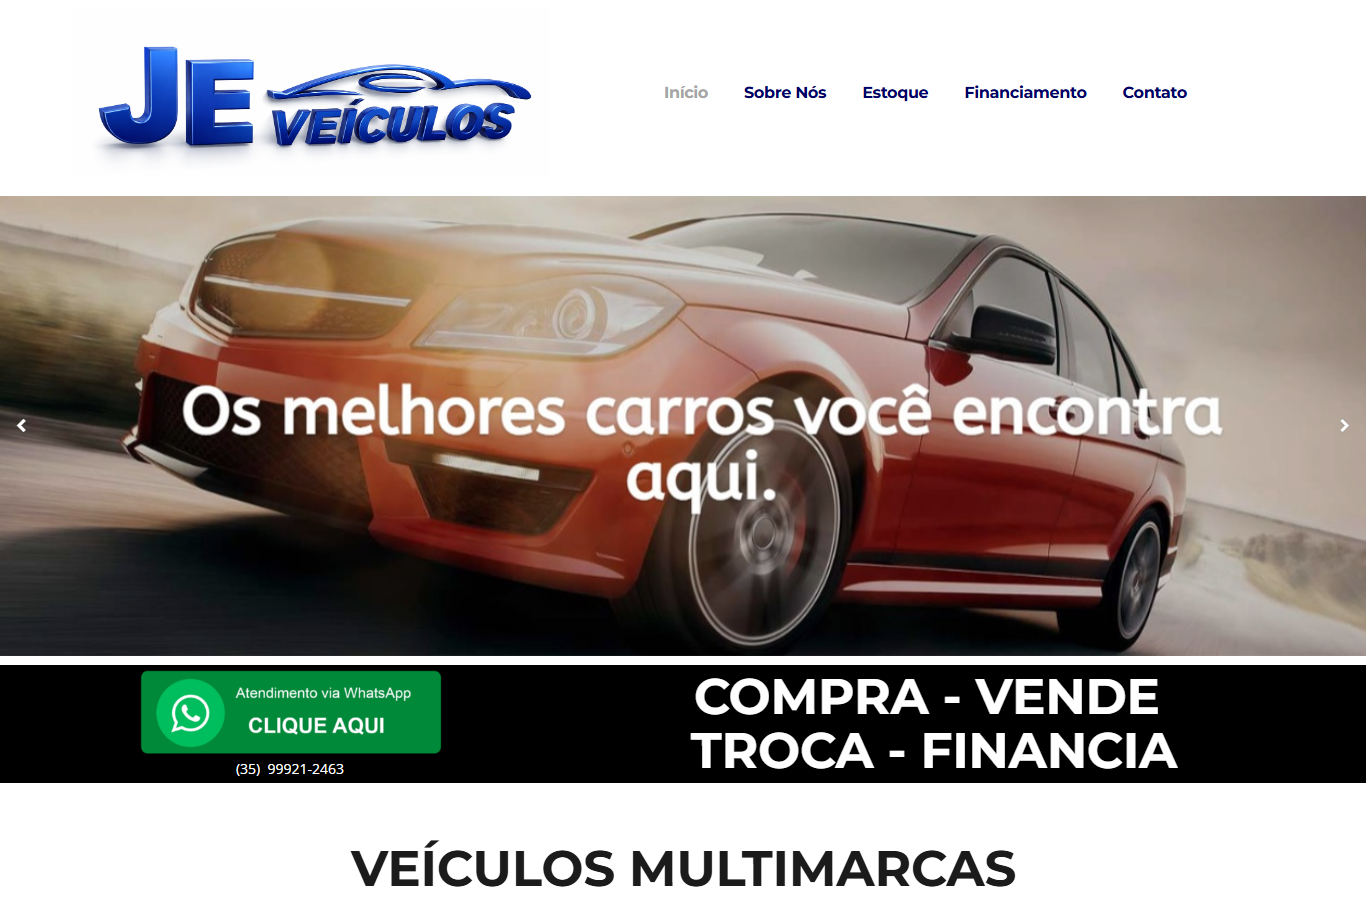 JE VEÍCULOS
Início
Sobre Nós
Estoque
Financiamento
Contato
Os melhores carros você encontra
aqui.
Atendimento via WhatsApp
CLIQUE AQUI
(35) 99921-2463
COMPRA - VENDE
TROCA - FINANCIA
VEÍCULOS MULTIMARCAS